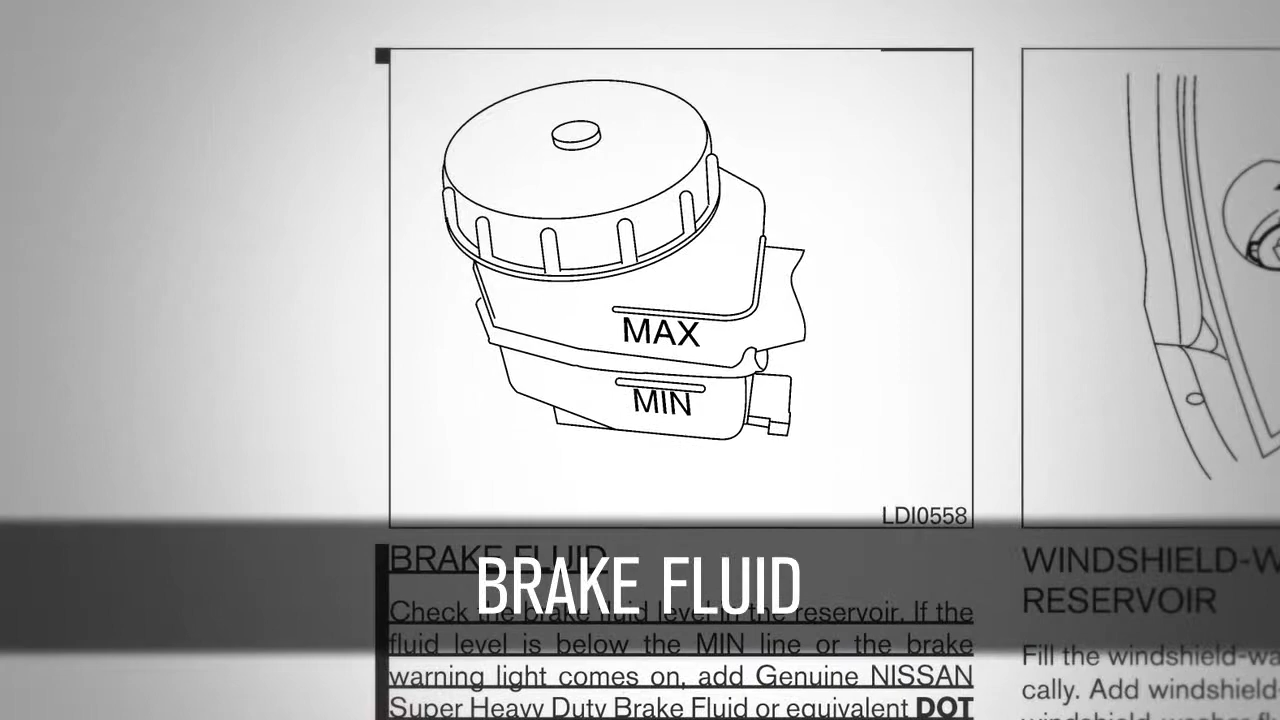 MAX
MIN
LDI0558
BRAKE FLUID
BRAKE FLUID
Check the brake fluid level in the reservoir. If the
fluid level is below the MIN line or the brake
warning light comes on, add Genuine NISSAN
Super Heavy Duty Brake Fluid or equivalent DOT
WINDSHIELD-W
RESERVOIR
Fill the windshield-wa
cally. Add windshield